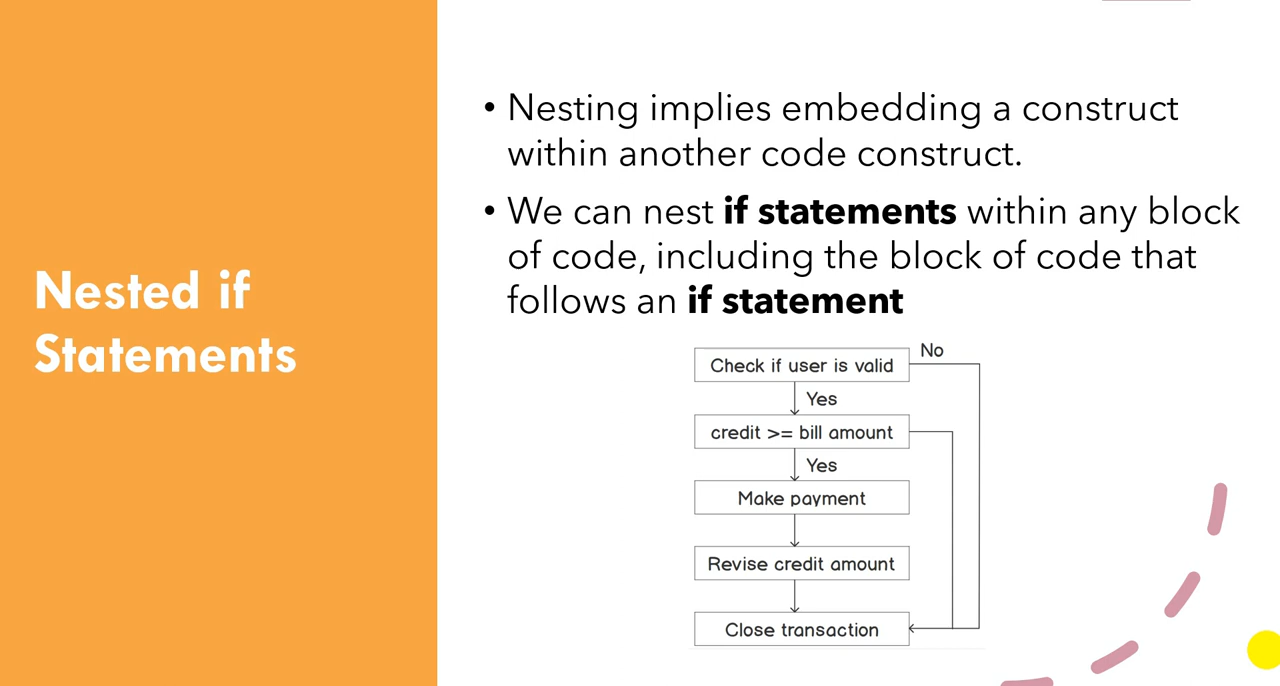 Nested if
Statements
• Nesting implies embedding a construct
within another code construct.
• We can nest if statements within any block
of code, including the block of code that
follows an if statement
Check if user is valid
No
Yes
credit >= bill amount
Yes
Make payment
Revise credit amount
Close transaction